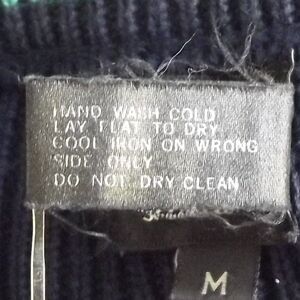 HAND WASH COLD
LAY FLAT TO DRY
COOL IRON ON WRONG
SIDE ONLY
DO NOT DRY CLEAN
M